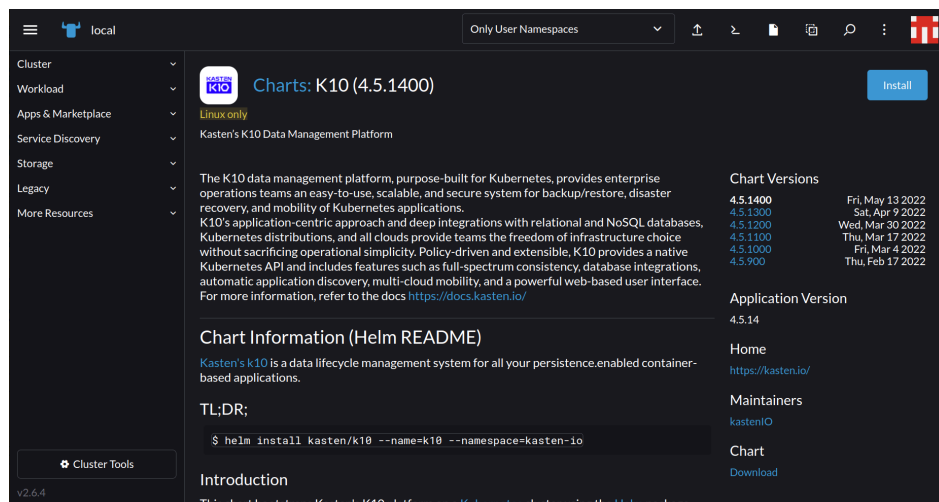 local
Only User Namespaces
Cluster
Workload
Apps & Marketplace
Service Discovery
Storage
Legacy
More Resources
Cluster Tools
v2.6.4
KASTEN
K10
Charts: K10 (4.5.1400)
Install
Linux only
Kasten's K10 Data Management Platform
The K10 data management platform, purpose-built for Kubernetes, provides enterprise
operations teams an easy-to-use, scalable, and secure system for backup/restore, disaster
recovery, and mobility of Kubernetes applications.
K10's application-centric approach and deep integrations with relational and NoSQL databases,
Kubernetes distributions, and all clouds provide teams the freedom of infrastructure choice
without sacrificing operational simplicity. Policy-driven and extensible, K10 provides a native
Kubernetes API and includes features such as full-spectrum consistency, database integrations,
automatic application discovery, multi-cloud mobility, and a powerful web-based user interface.
For more information, refer to the docs https://docs.kasten.io/
Chart Information (Helm README)
Kasten's k10 is a data lifecycle management system for all your persistence.enabled container-
based applications.
TL;DR;
$ helm install kasten/k10 --name=k10 --namespace=kasten-io
Introduction
Chart Versions
4.5.1400 Fri, May 13 2022
4.5.1300 Sat, Apr 9 2022
4.5.1200 Wed, Mar 30 2022
4.5.1100 Thu, Mar 17 2022
4.5.1000 Fri, Mar 4 2022
4.5.900 Thu, Feb 17 2022
Application Version
4.5.14
Home
https://kasten.io/
Maintainers
kastenIO
Chart
Download